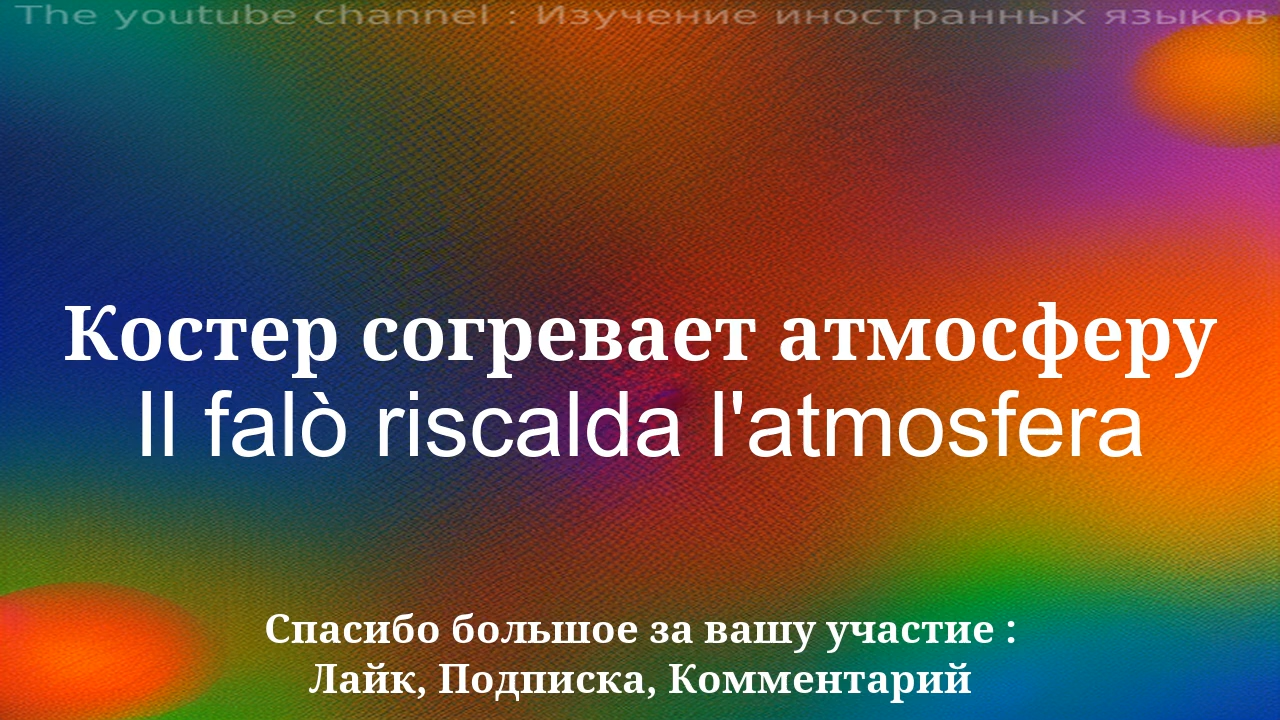 The youtube channel : Изучение иностранных языков
Костер согревает атмосферу
Il falò riscalda l'atmosfera
Спасибо большое за вашу участие :
Лайк, Подписка, Комментарий